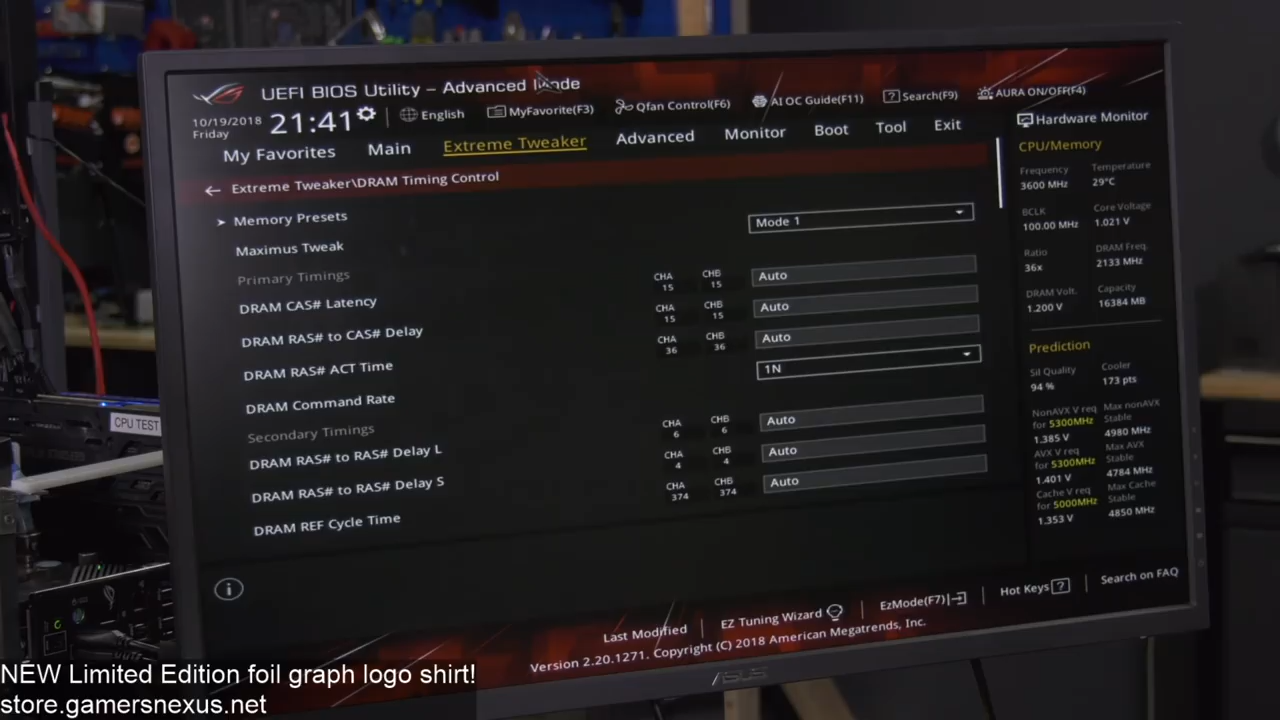 UEFI BIOS Utility – Advanced Mode
10/19/2018
Friday
21:41
English
MyFavorite(F3)
Qfan Control(F6)
AI OC Guide(F11)
Search(F9)
AURA ON/OFF(F4)
My Favorites
Main
Extreme Tweaker
Advanced
Monitor
Boot
Tool
Exit
Extreme Tweaker\DRAM Timing Control
Memory Presets
Maximus Tweak
Mode 1
Primary Timings
DRAM CAS# Latency
CHA CHB
15 15
Auto
DRAM RAS# to CAS# Delay
CHA CHB
15 15
Auto
DRAM RAS# ACT Time
CHA CHB
36 36
Auto
DRAM Command Rate
1N
Secondary Timings
DRAM RAS# to RAS# Delay L
CHA CHB
6 6
Auto
DRAM RAS# to RAS# Delay S
CHA CHB
4 4
Auto
DRAM REF Cycle Time
CHA CHB
374 374
Auto
Hardware Monitor
CPU/Memory
Frequency Temperature
3600 MHz 29°C
BCLK Core Voltage
100.00 MHz 1.021 V
Ratio DRAM Freq.
36x 2133 MHz
DRAM Volt. Capacity
1.200 V 16384 MB
Prediction
Sil Quality Cooler
94 % 173 pts
NonAVX V req Max nonAVX
for 5300MHz Stable
1.385 V 4980 MHz
AVX V req Max AVX
for 5300MHz Stable
1.401 V 4784 MHz
Cache V req Max Cache
for 5000MHz Stable
1.353 V 4850 MHz
Last Modified
EZ Tuning Wizard
EzMode(F7)
Hot Keys ?
Search on FAQ
Version 2.20.1271. Copyright (C) 2018 American Megatrends, Inc.
ASUS
CPU TEST
NEW Limited Edition foil graph logo shirt!
store.gamersnexus.net